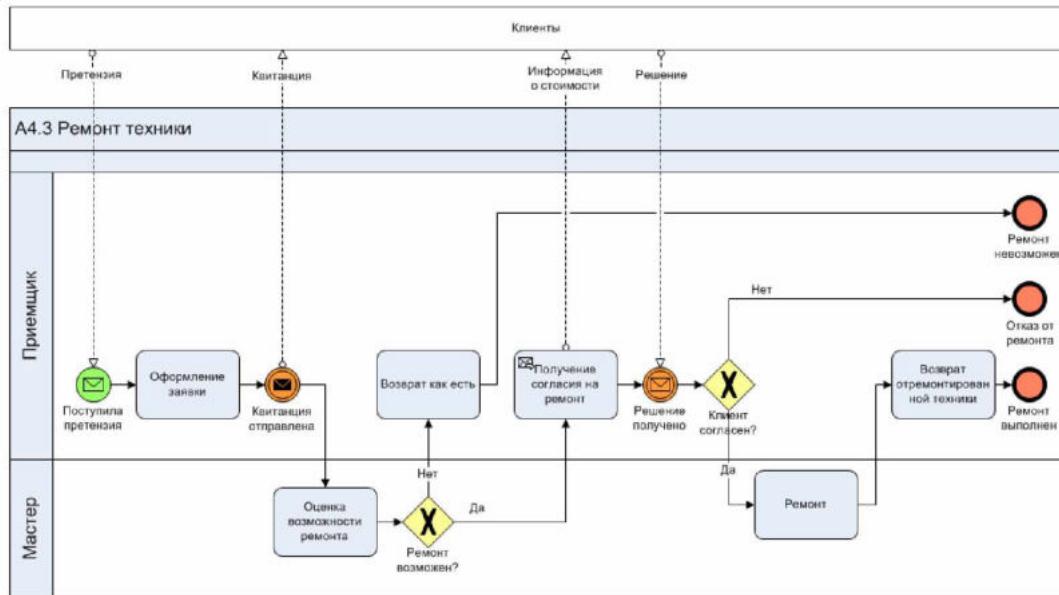 Клиенты
Претензия
Квитанция
Информация
о стоимости
Решение
А4.3 Ремонт техники
Приемщик
Ремонт
невозможен
Нет
Отказ от
ремонта
Оформление
заявки
Возврат как есть
Получение
согласия на
ремонт
Возврат
отремонтирован
ной техники
Поступила
претензия
Квитанция
отправлена
Решение
получено
Клиент
согласен?
Ремонт
выполнен
Мастер
Нет
Да
Да
Оценка
возможности
ремонта
Ремонт
Ремонт
возможен?